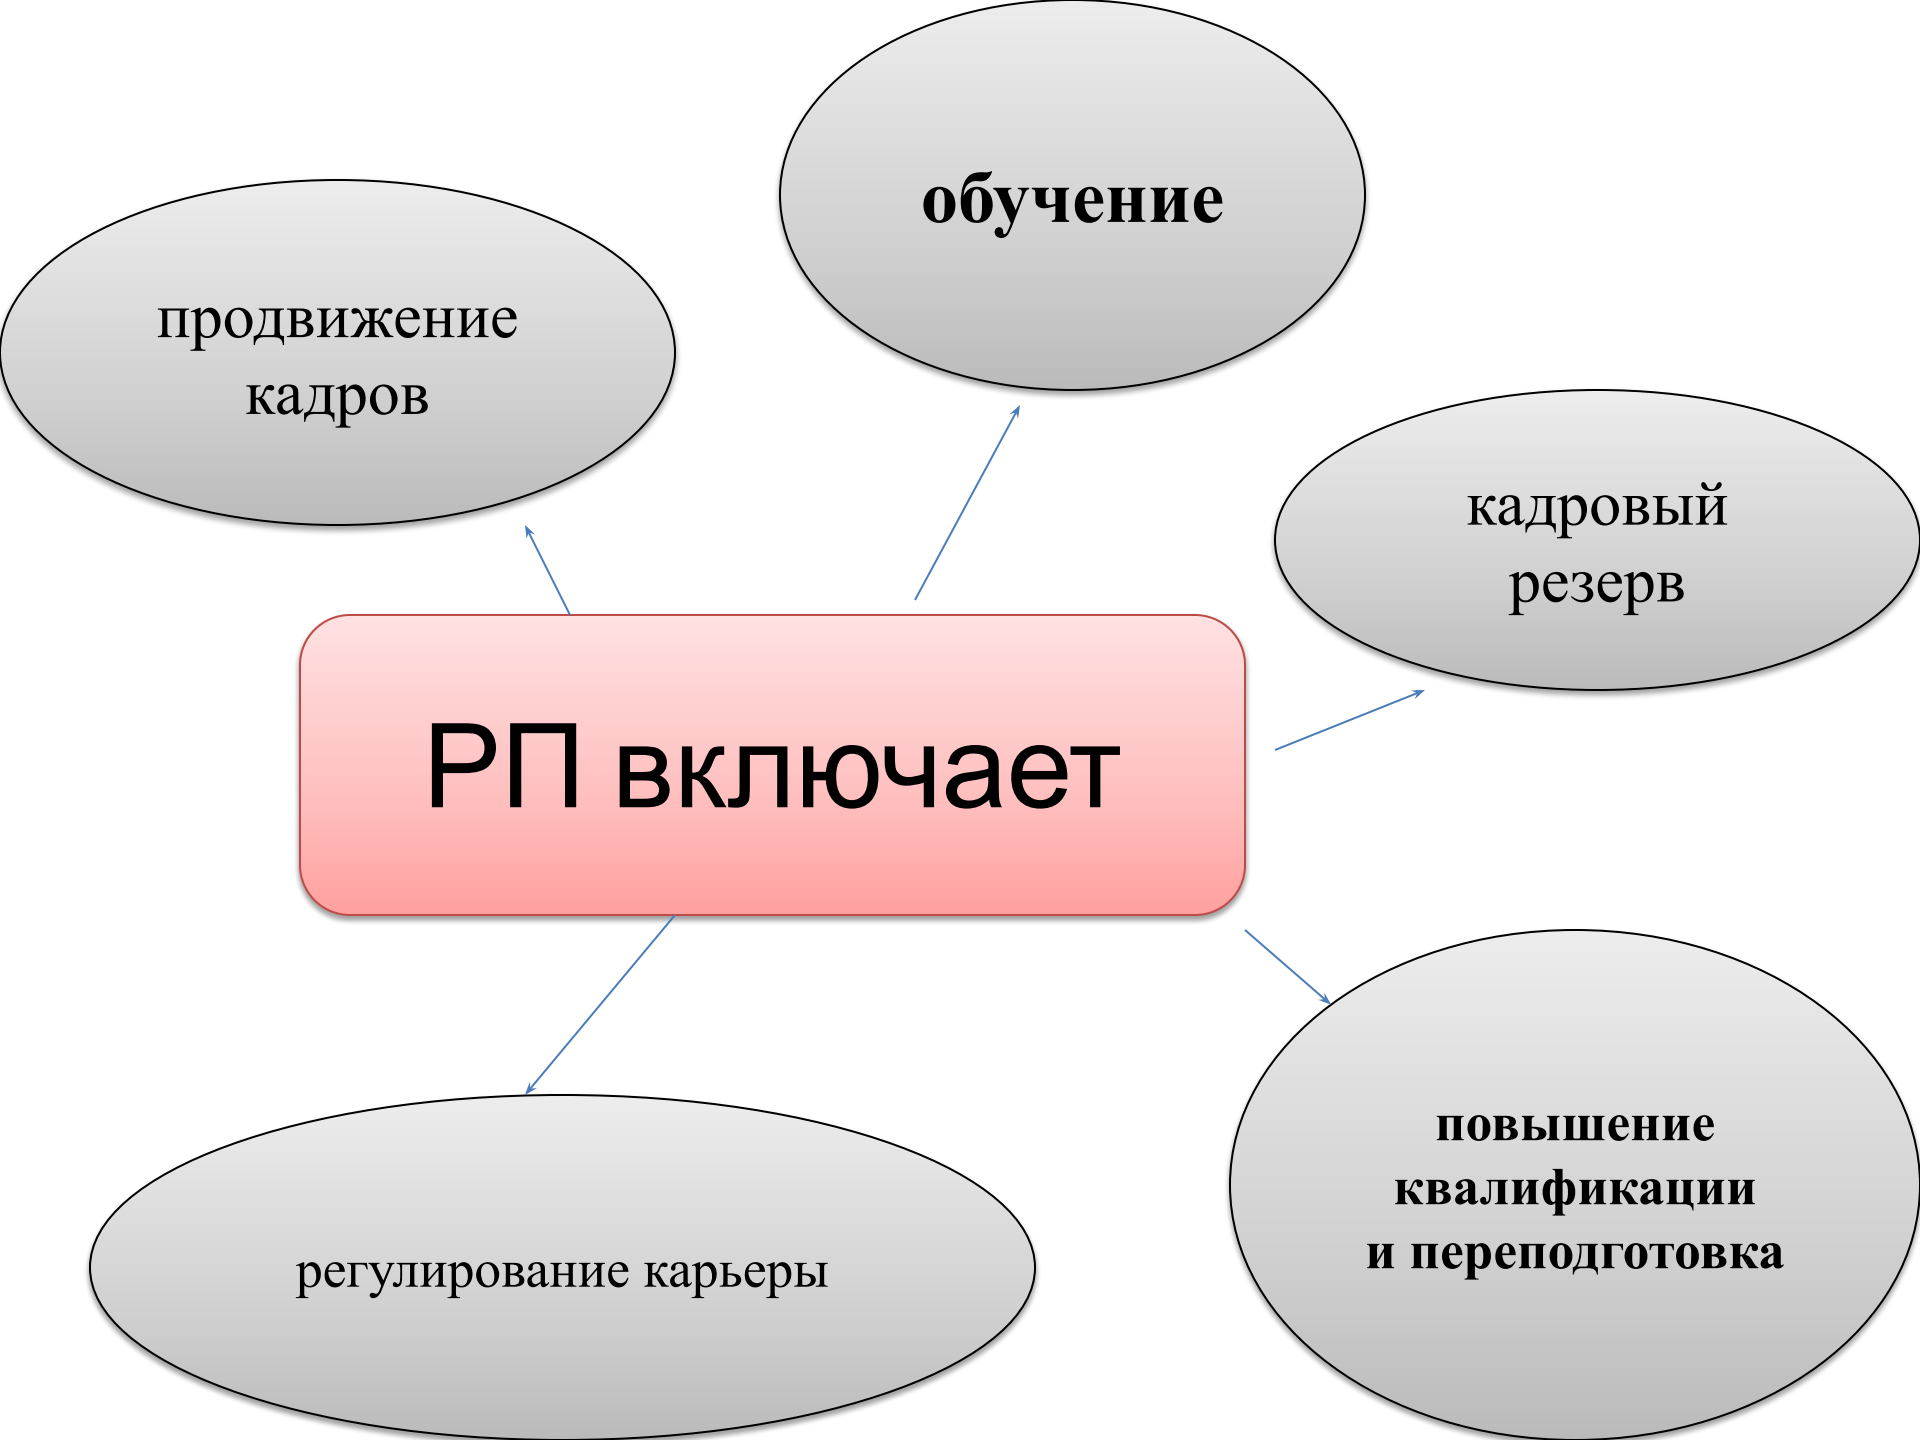 обучение
продвижение
кадров
кадровый
резерв
РП включает
повышение
квалификации
и переподготовка
регулирование карьеры